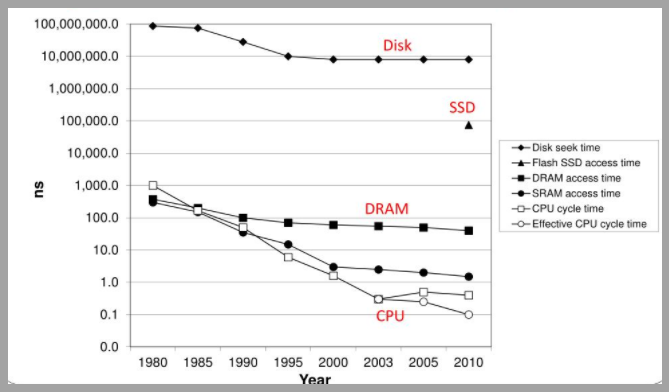 100,000,000.0
10,000,000.0
1,000,000.0
100,000.0
10,000.0
1,000.0
100.0
10.0
1.0
0.1
0.0
ns
Disk
SSD
DRAM
CPU
1980 1985 1990 1995 2000 2003 2005 2010
Year
Disk seek time
Flash SSD access time
DRAM access time
SRAM access time
CPU cycle time
Effective CPU cycle time